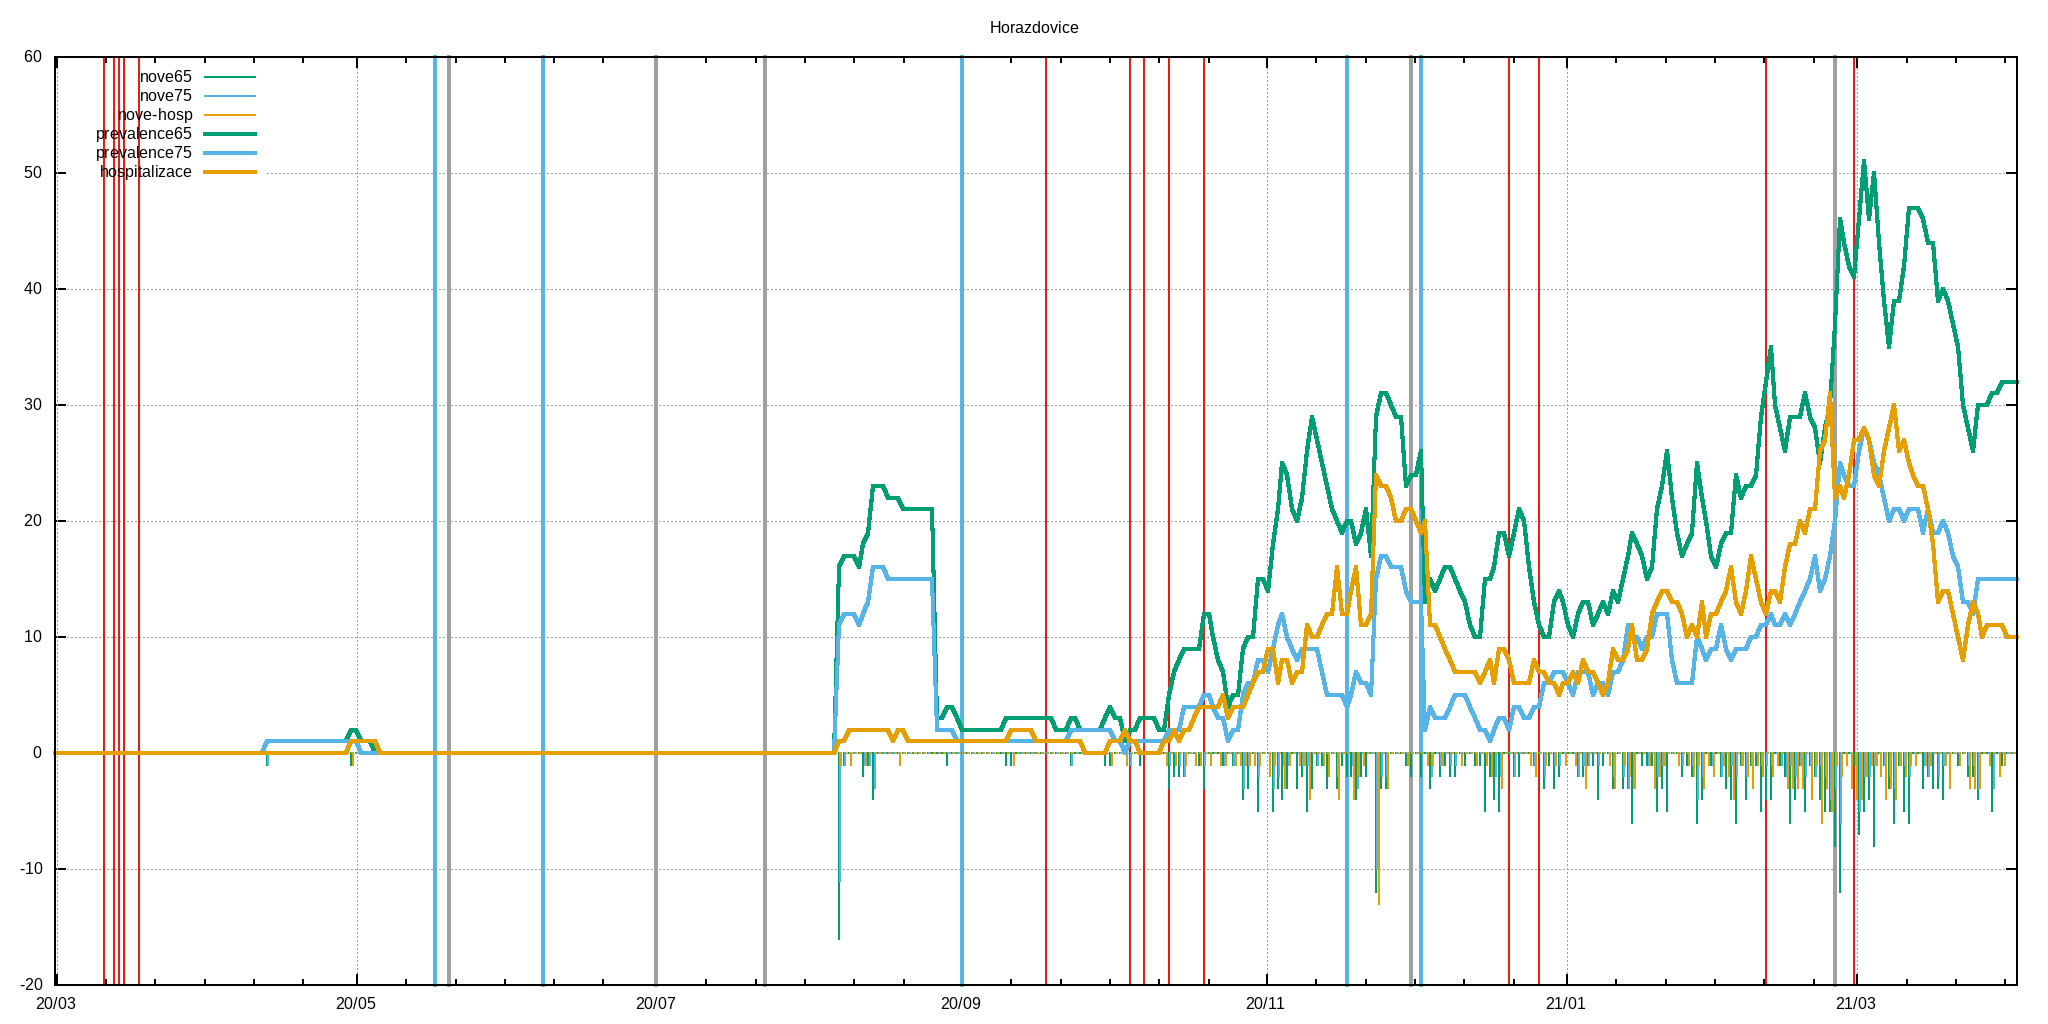 Horazdovice
60
50
40
30
20
10
0
-10
-20
nove65
nove75
nove-hosp
prevalence65
prevalence75
hospitalizace
20/03 20/05 20/07 20/09 20/11 21/01 21/03